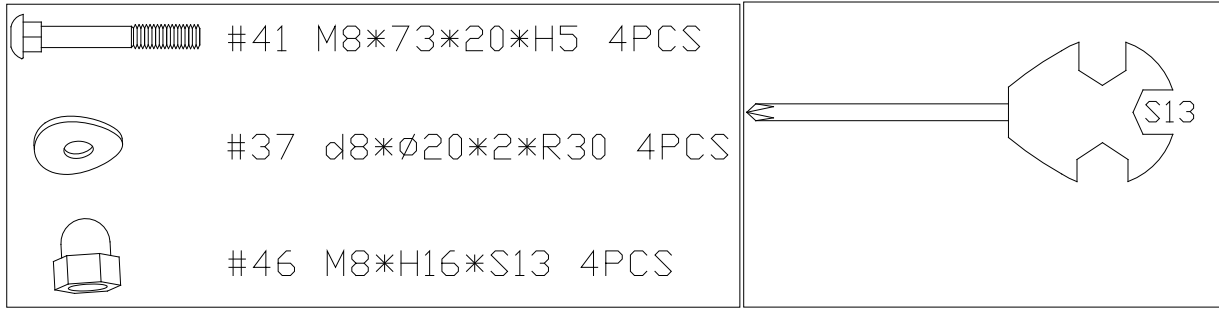 #41 M8*73*20*H5 4PCS
#37 d8*Ø20*2*R30 4PCS
#46 M8*H16*S13 4PCS
S13